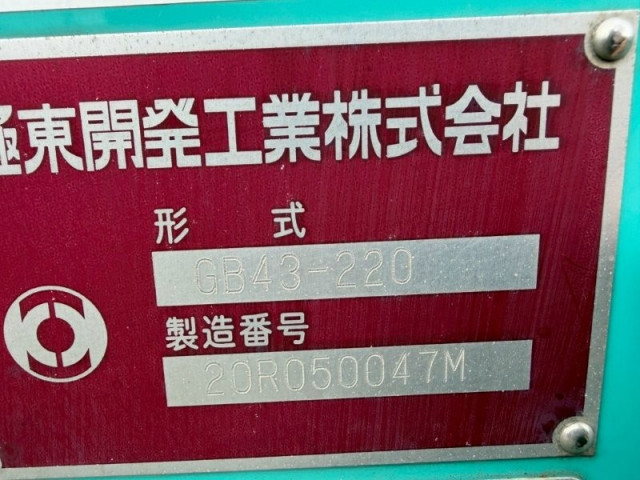 極東開発工業株式会社
形式
GB43-220
製造番号
20R050047M